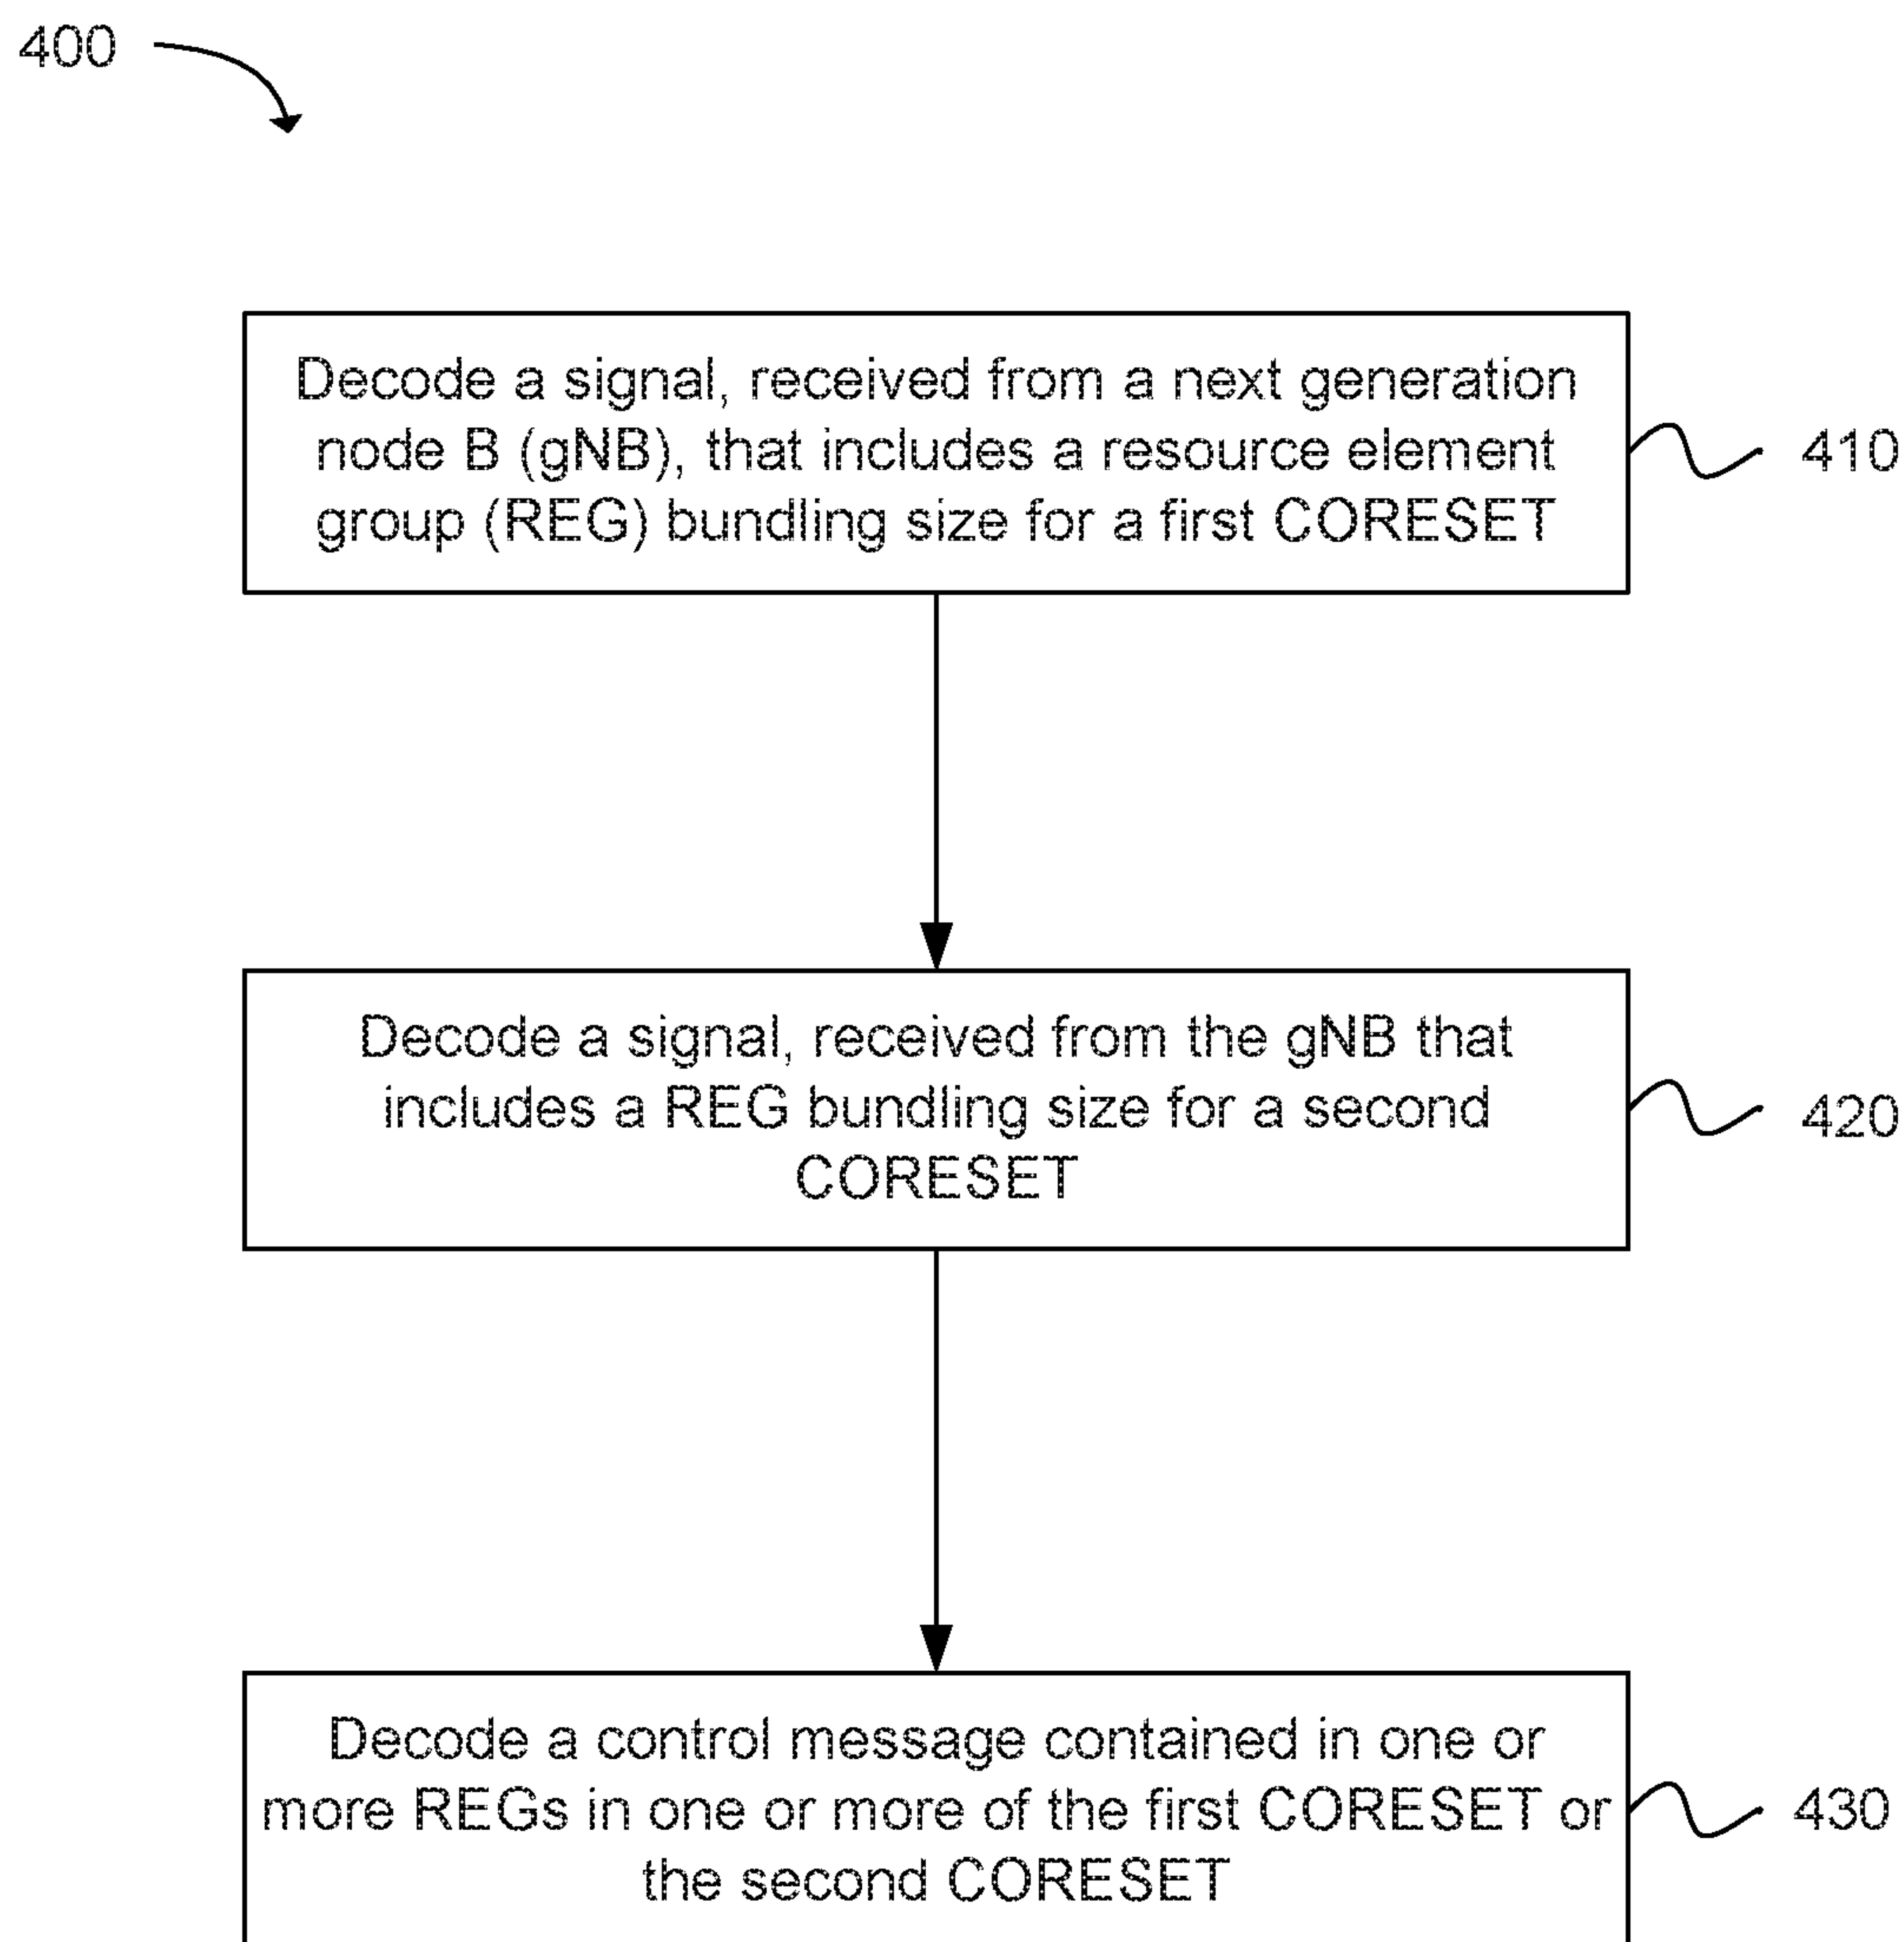 400
Decode a signal, received from a next generation
node B (gNB), that includes a resource element
group (REG) bundling size for a first CORESET
410
Decode a signal, received from the gNB that
includes a REG bundling size for a second
CORESET
420
Decode a control message contained in one or
more REGs in one or more of the first CORESET or
the second CORESET
430